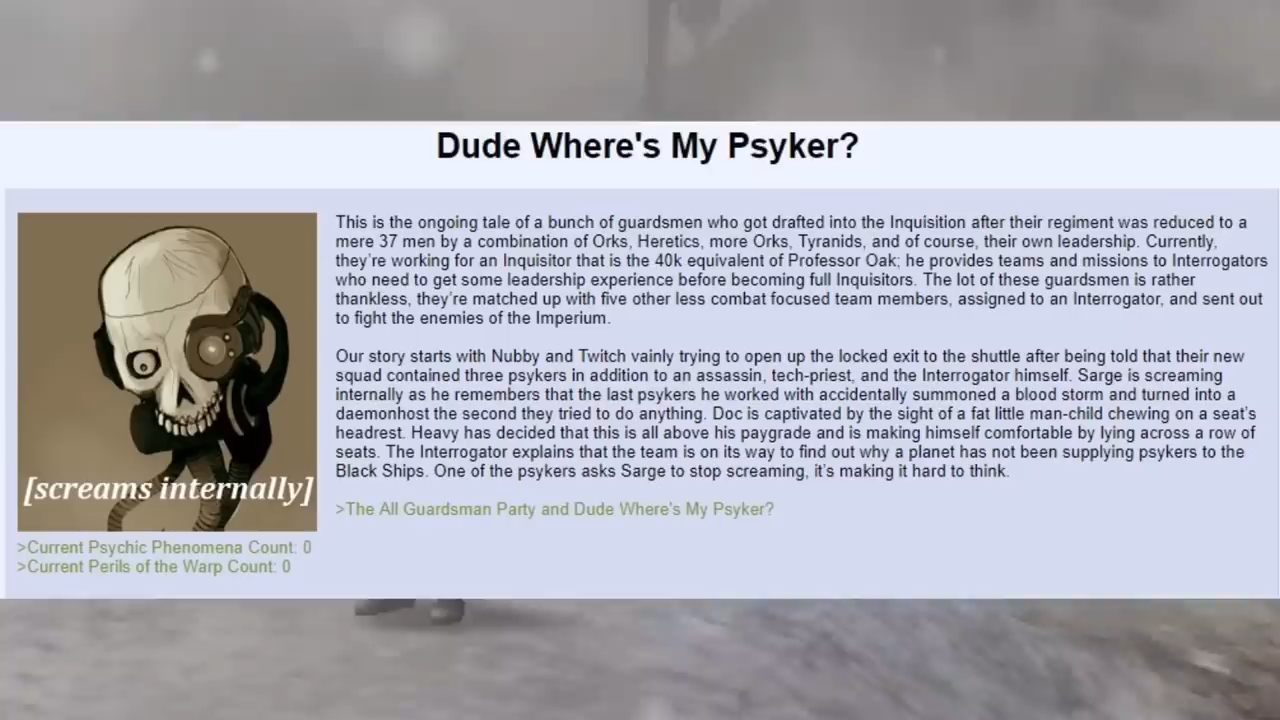 Dude Where's My Psyker?
This is the ongoing tale of a bunch of guardsmen who got drafted into the Inquisition after their regiment was reduced to a
mere 37 men by a combination of Orks, Heretics, more Orks, Tyranids, and of course, their own leadership. Currently,
they're working for an Inquisitor that is the 40k equivalent of Professor Oak; he provides teams and missions to Interrogators
who need to get some leadership experience before becoming full Inquisitors. The lot of these guardsmen is rather
thankless, they're matched up with five other less combat focused team members, assigned to an Interrogator, and sent out
to fight the enemies of the Imperium.
Our story starts with Nubby and Twitch vainly trying to open up the locked exit to the shuttle after being told that their new
squad contained three psykers in addition to an assassin, tech-priest, and the Interrogator himself. Sarge is screaming
internally as he remembers that the last psykers he worked with accidentally summoned a blood storm and turned into a
daemonhost the second they tried to do anything. Doc is captivated by the sight of a fat little man-child chewing on a seat's
headrest. Heavy has decided that this is all above his paygrade and is making himself comfortable by lying across a row of
seats. The Interrogator explains that the team is on its way to find out why a planet has not been supplying psykers to the
Black Ships. One of the psykers asks Sarge to stop screaming, it's making it hard to think.
>The All Guardsman Party and Dude Where's My Psyker?
[screams internally]
>Current Psychic Phenomena Count: 0
>Current Perils of the Warp Count: 0